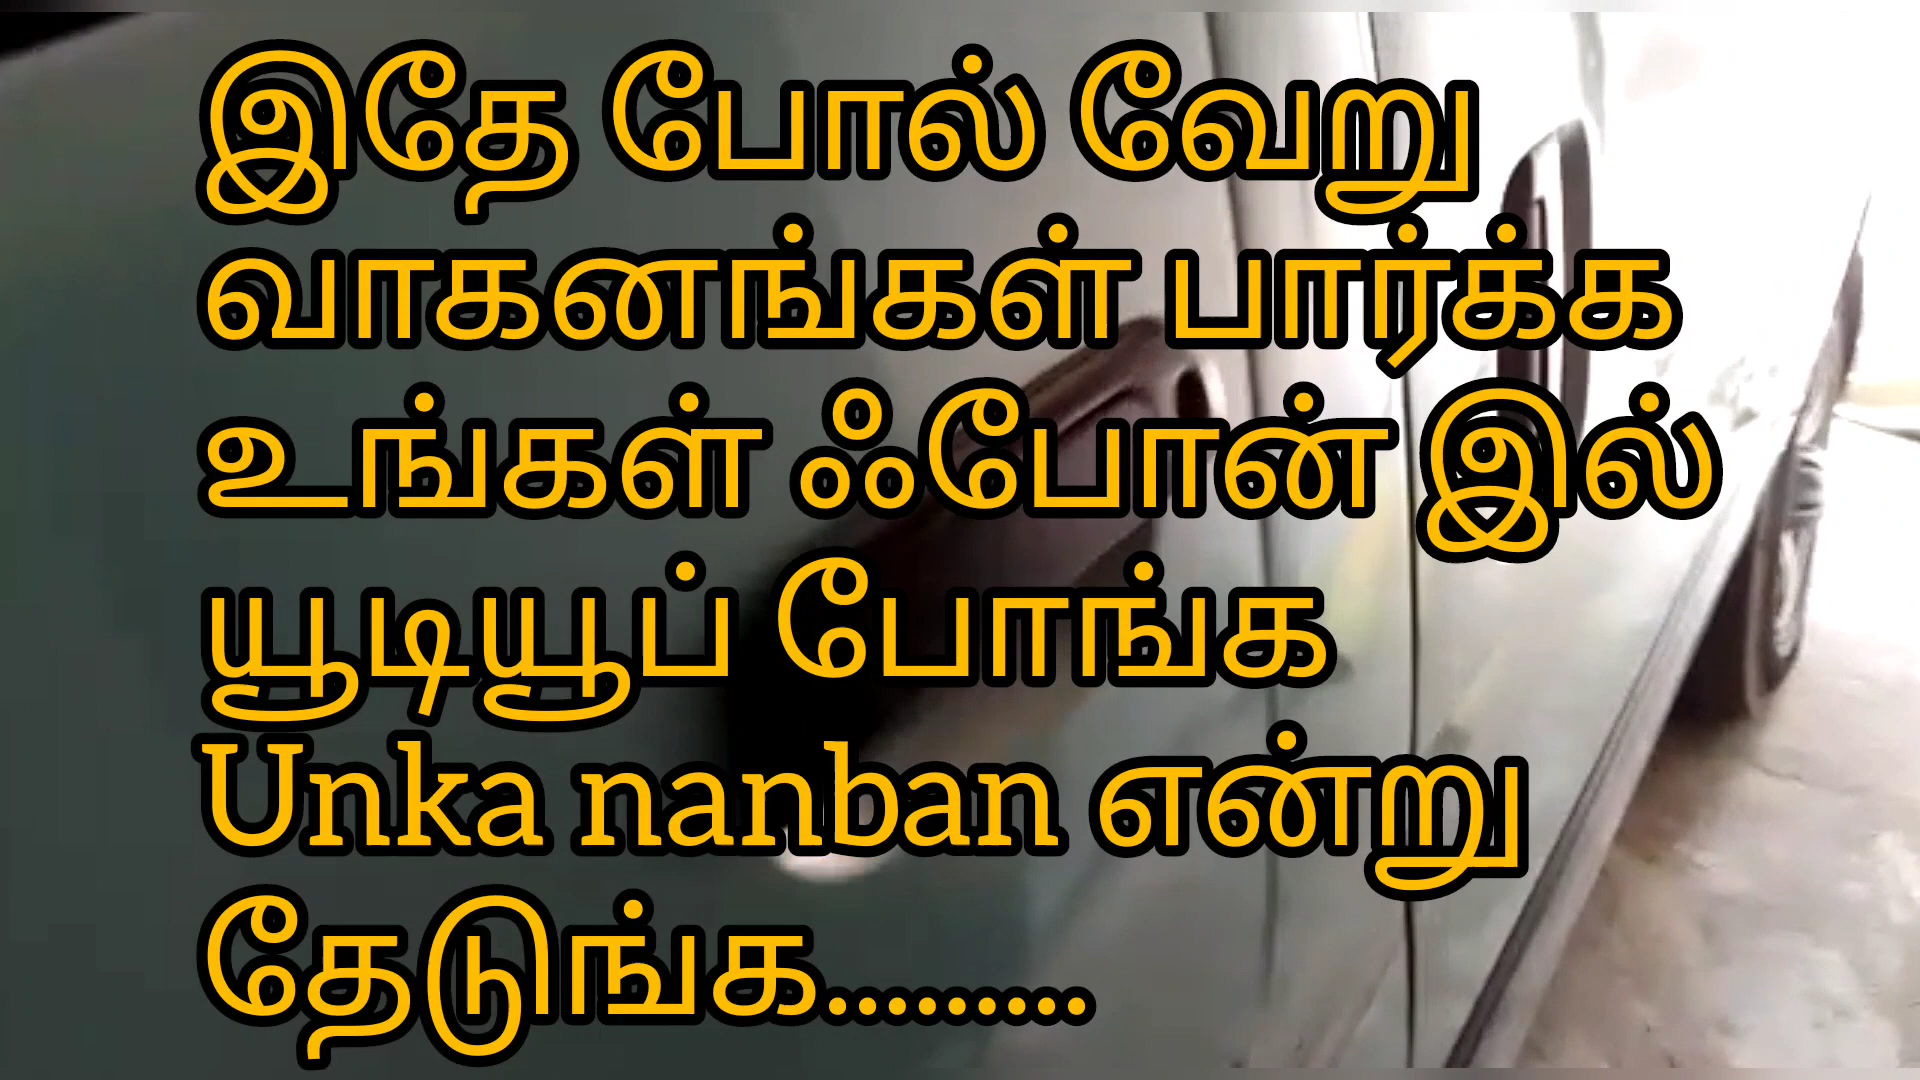 இதே போல் வேறு
வாகனங்கள் பார்க்க
உங்கள் ஃபோன் இல்
யூடியூப் போங்க
Unka nanban என்று
தேடுங்க.........